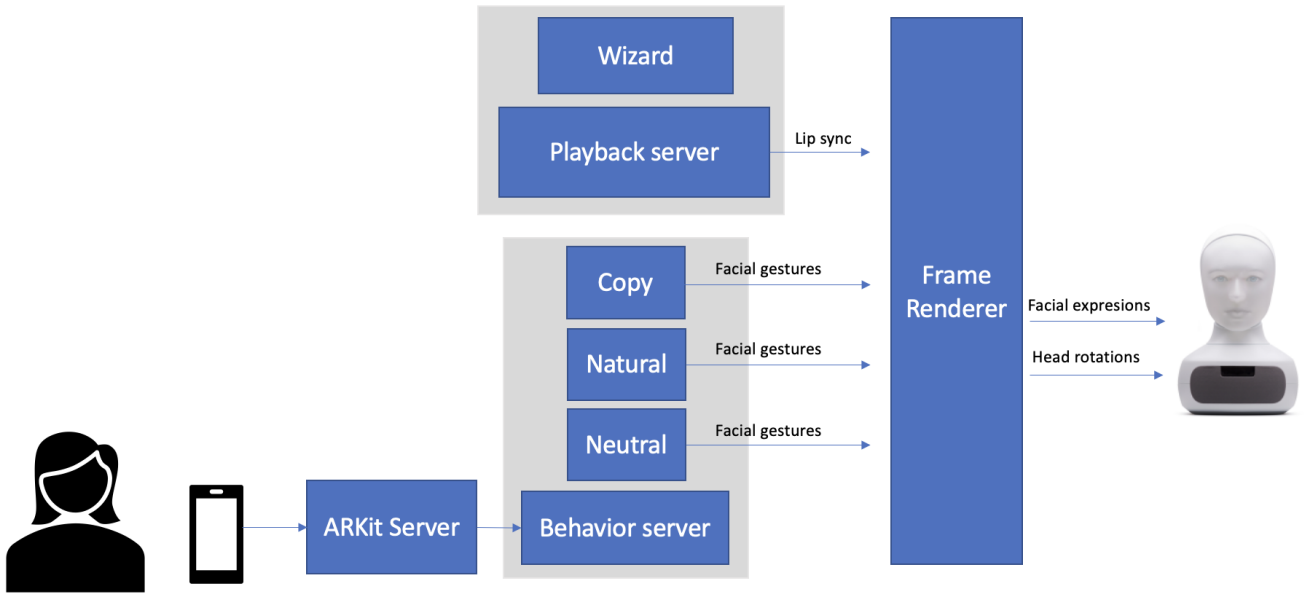 Wizard
Playback server
Lip sync
Copy
Facial gestures
Natural
Facial gestures
Neutral
Facial gestures
ARKit Server
Behavior server
Frame
Renderer
Facial expresions
Head rotations